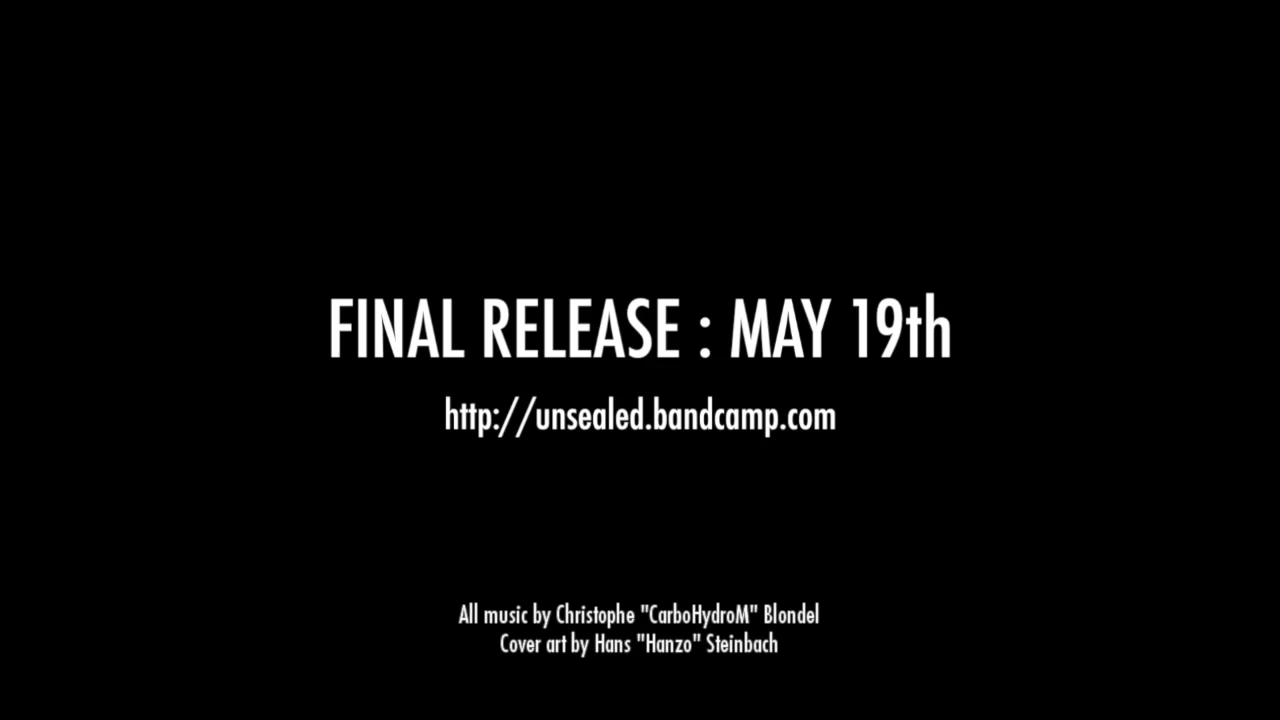 FINAL RELEASE : MAY 19th
http://unsealed.bandcamp.com
All music by Christophe "CarboHydroM" Blondel
Cover art by Hans "Hanzo" Steinbach